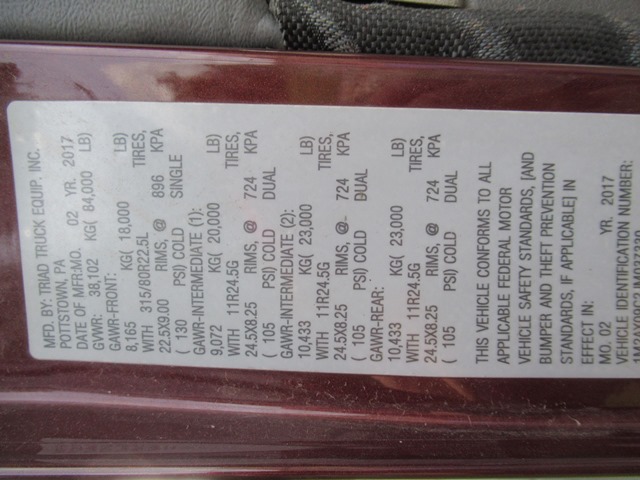 MFD. BY: TRIAD TRUCK EQUIP, INC.
POTTSTOWN, PA
DATE OF MFR:MO. 02 YR. 2017
GVWR: 38,102 KG( 84,000 LB)
GAWR-FRONT:
8,165 KG( 18,000 LB)
WITH 315/80R22.5L TIRES,
22.5X9.00 RIMS, @ 896 KPA
( 130 PSI) COLD SINGLE
GAWR-INTERMEDIATE (1):
9,072 KG( 20,000 LB)
WITH 11R24.5G TIRES,
24.5X8.25 RIMS, @ 724 KPA
( 105 PSI) COLD DUAL
GAWR-INTERMEDIATE (2):
10,433 KG( 23,000 LB)
WITH 11R24.5G TIRES,
24.5X8.25 RIMS, @ 724 KPA
( 105 PSI) COLD DUAL
GAWR-REAR:
10,433 KG( 23,000 LB)
WITH 11R24.5G TIRES,
24.5X8.25 RIMS, @ 724 KPA
( 105 PSI) COLD DUAL
THIS VEHICLE CONFORMS TO ALL
APPLICABLE FEDERAL MOTOR
VEHICLE SAFETY STANDARDS, [AND
BUMPER AND THEFT PREVENTION
STANDARDS, IF APPLICABLE] IN
EFFECT IN:
MO. 02 YR. 2017
VEHICLE IDENTIFICATION NUMBER: